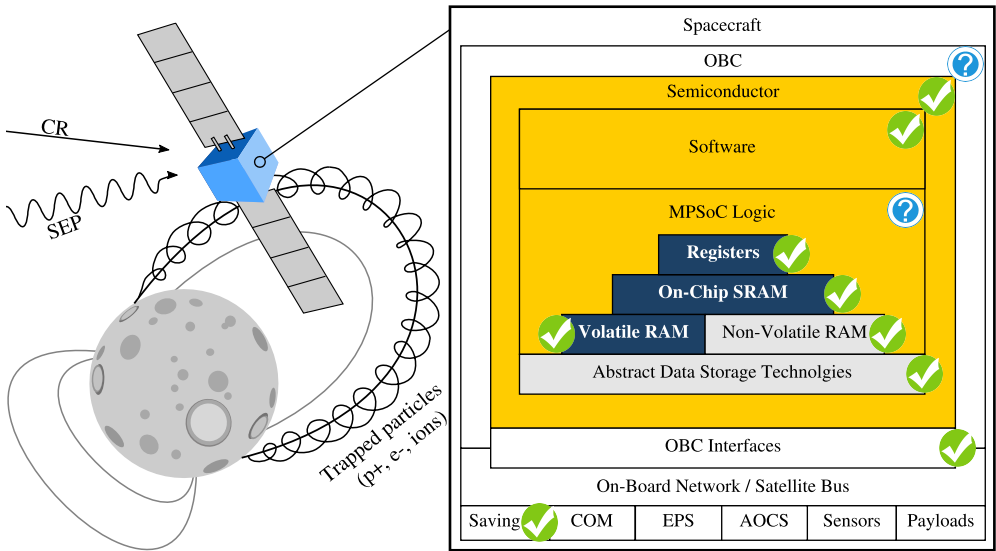 Spacecraft
OBC
?
Semiconductor
Software
CR
SEP
MPSoC Logic
?
Registers
On-Chip SRAM
Volatile RAM
Non-Volatile RAM
Abstract Data Storage Technolgies
Trapped particles
(p+, e-, ions)
OBC Interfaces
On-Board Network / Satellite Bus
Saving
COM
EPS
AOCS
Sensors
Payloads